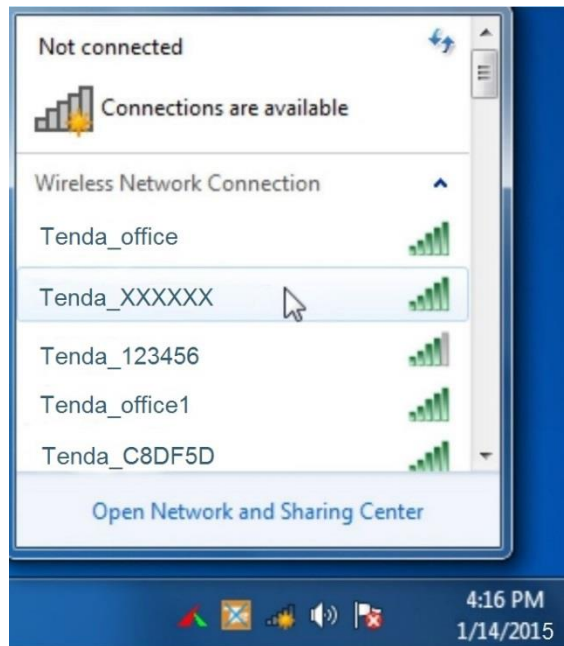 Not connected
Connections are available
Wireless Network Connection
Tenda_office
Tenda_XXXXXX
Tenda_123456
Tenda_office1
Tenda_C8DF5D
Open Network and Sharing Center
4:16 PM
1/14/2015